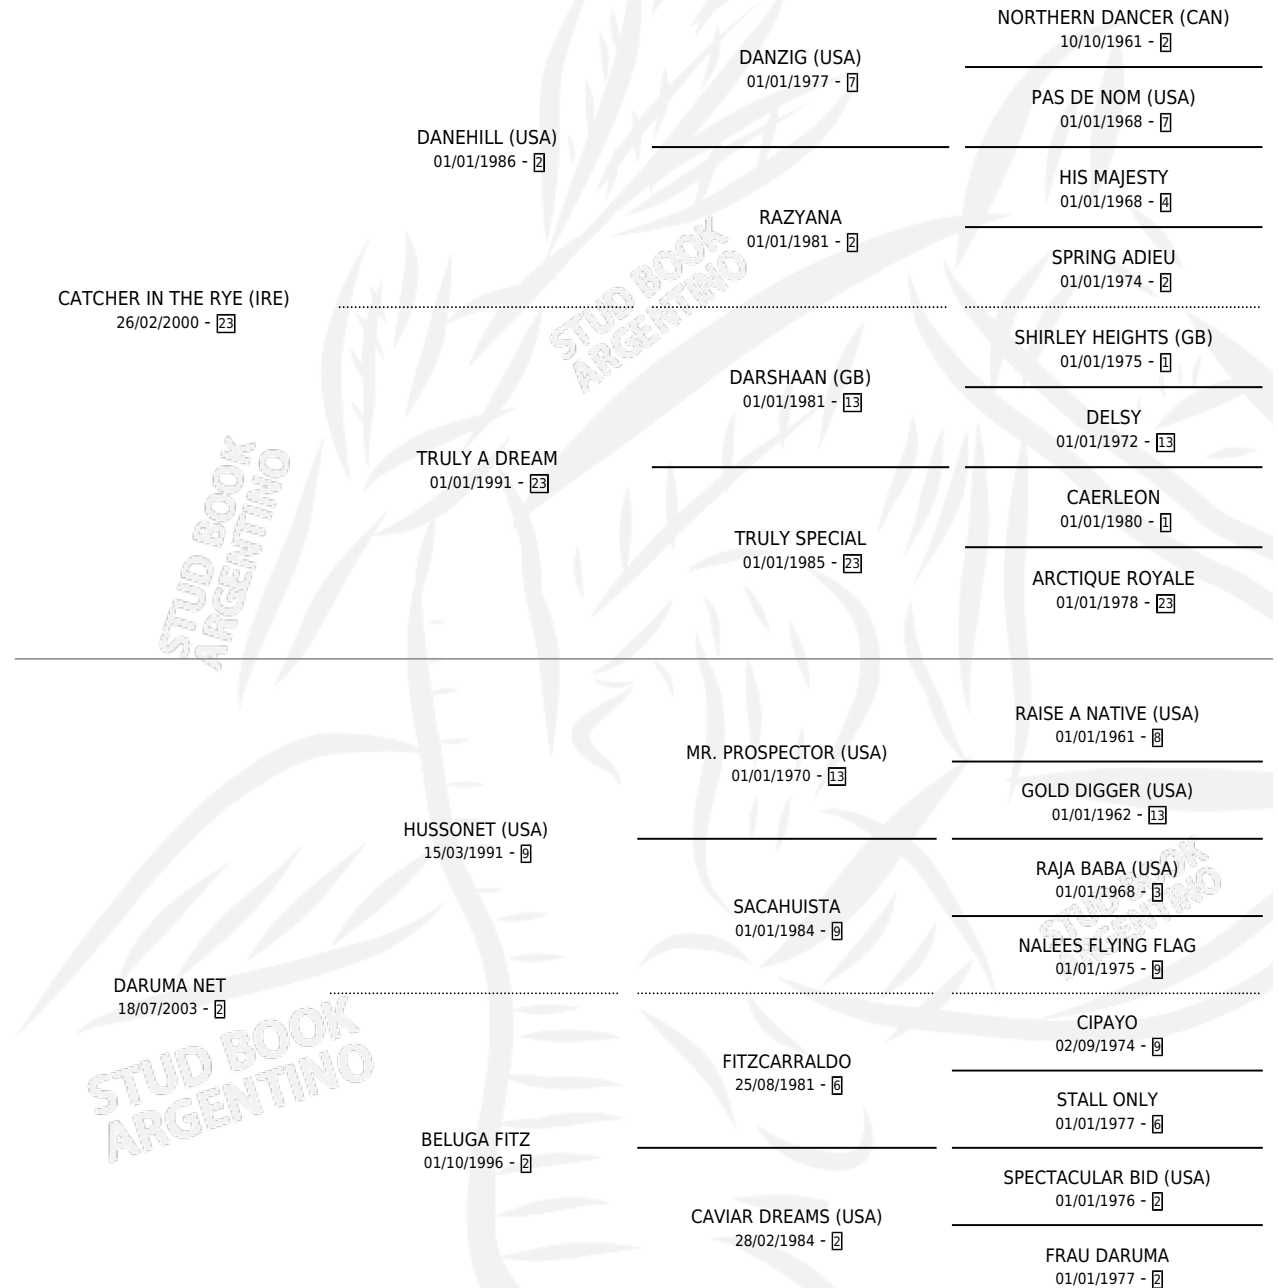 NORTHERN DANCER (CAN)
10/10/1961 - 2
DANZIG (USA)
01/01/1977 - 7
PAS DE NOM (USA)
01/01/1968 - 7
DANEHILL (USA)
01/01/1986 - 2
HIS MAJESTY
01/01/1968 - 4
RAZYANA
01/01/1981 - 2
SPRING ADIEU
01/01/1974 - 2
CATCHER IN THE RYE (IRE)
26/02/2000 - 23
SHIRLEY HEIGHTS (GB)
01/01/1975 - 1
DARSHAAN (GB)
01/01/1981 - 13
DELSY
01/01/1972 - 13
TRULY A DREAM
01/01/1991 - 23
CAERLEON
01/01/1980 - 1
TRULY SPECIAL
01/01/1985 - 23
ARCTIQUE ROYALE
01/01/1978 - 23
RAISE A NATIVE (USA)
01/01/1961 - 8
MR. PROSPECTOR (USA)
01/01/1970 - 13
GOLD DIGGER (USA)
01/01/1962 - 13
HUSSONET (USA)
15/03/1991 - 9
RAJA BABA (USA)
01/01/1968 - 3
SACAHUISTA
01/01/1984 - 9
NALEES FLYING FLAG
01/01/1975 - 9
DARUMA NET
18/07/2003 - 2
CIPAYO
02/09/1974 - 9
FITZCARRALDO
25/08/1981 - 6
STALL ONLY
01/01/1977 - 6
BELUGA FITZ
01/10/1996 - 2
SPECTACULAR BID (USA)
01/01/1976 - 2
CAVIAR DREAMS (USA)
28/02/1984 - 2
FRAU DARUMA
01/01/1977 - 2
STUD BOOK
ARGENTINO
STUD BOOK
ARGENTINO
STUD BOOK
ARGENTINO
STUD BOOK
ARGENTINO